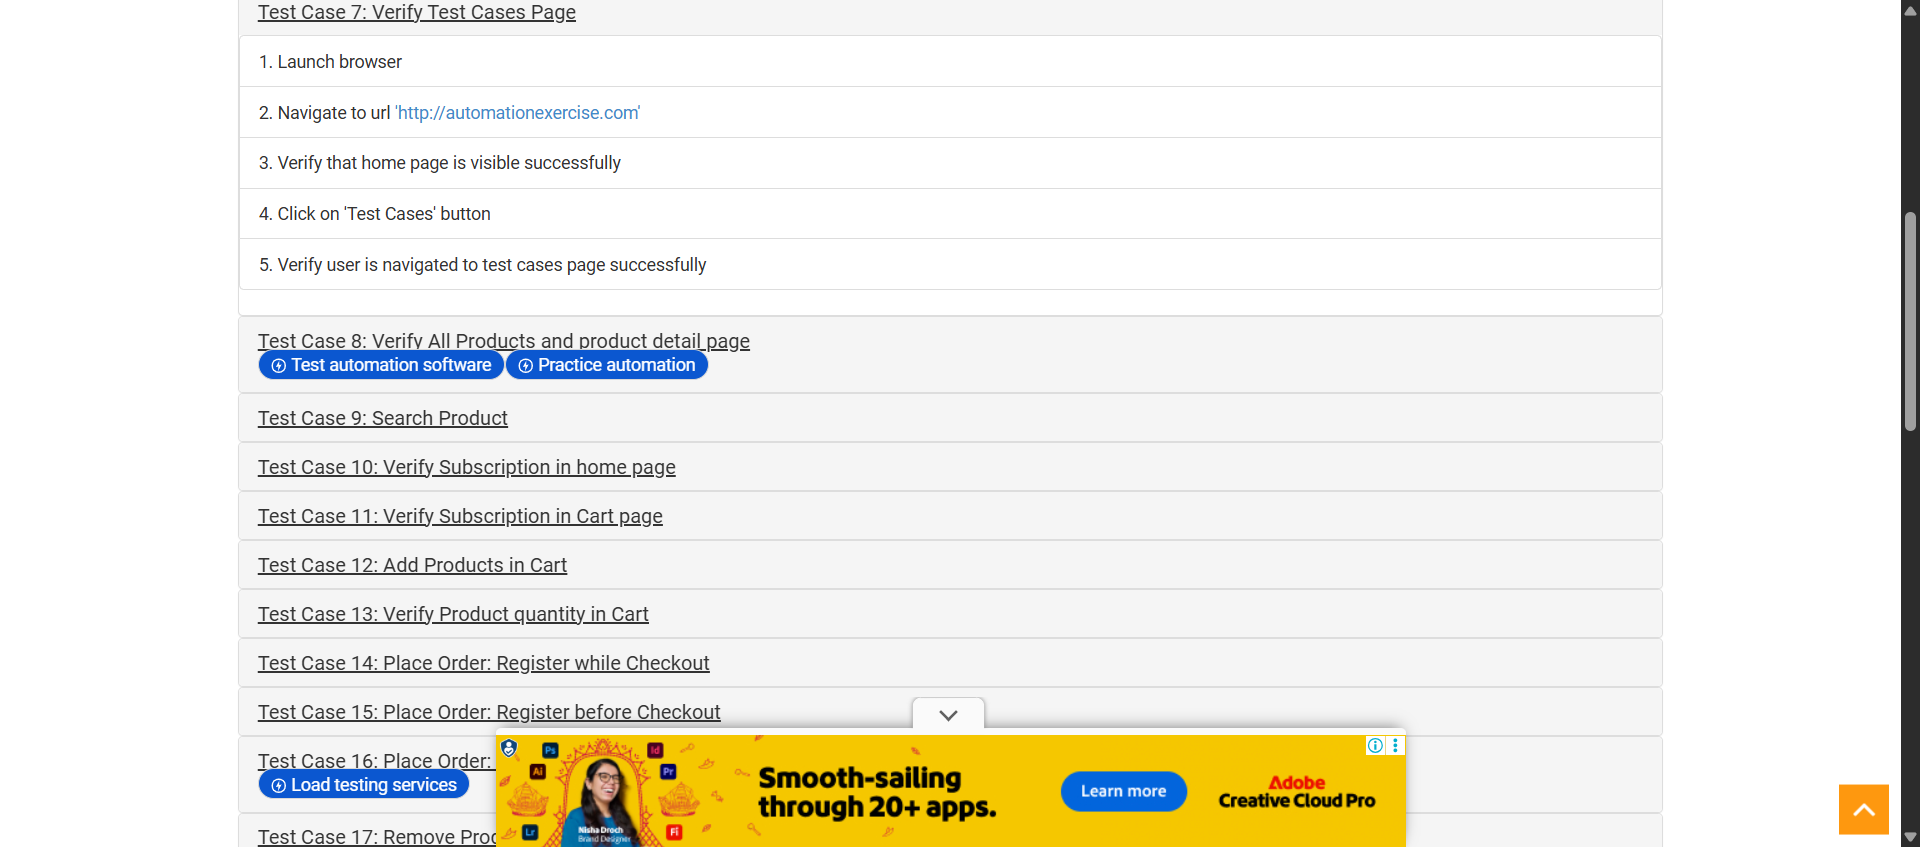 Test Case 7: Verify Test Cases Page
1. Launch browser
2. Navigate to url 'http://automationexercise.com'
3. Verify that home page is visible successfully
4. Click on 'Test Cases' button
5. Verify user is navigated to test cases page successfully
Test Case 8: Verify All Products and product detail page
Test automation software
Practice automation
Test Case 9: Search Product
Test Case 10: Verify Subscription in home page
Test Case 11: Verify Subscription in Cart page
Test Case 12: Add Products in Cart
Test Case 13: Verify Product quantity in Cart
Test Case 14: Place Order: Register while Checkout
Test Case 15: Place Order: Register before Checkout
Test Case 16: Place Order:
Load testing services
Test Case 17: Remove Proc
Ps
Id
Ai
Pr
Lr
Fl
Nisha Droch
Brand Designer
Smooth-sailing
through 20+ apps.
Learn more
Adobe
Creative Cloud Pro